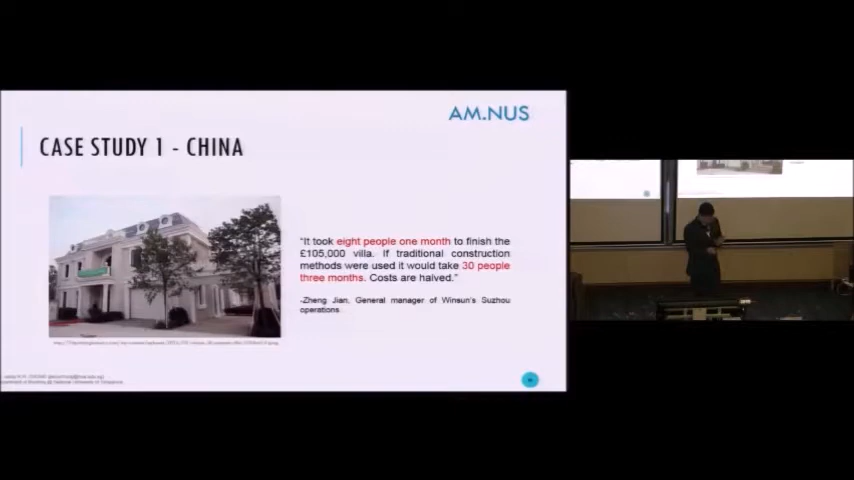 AM.NUS
CASE STUDY 1 - CHINA
“It took eight people one month to finish the
£105,000 villa. If traditional construction
methods were used it would take 30 people
three months. Costs are halved.”
-Zheng Jian, General manager of Winsun's Suzhou
operations